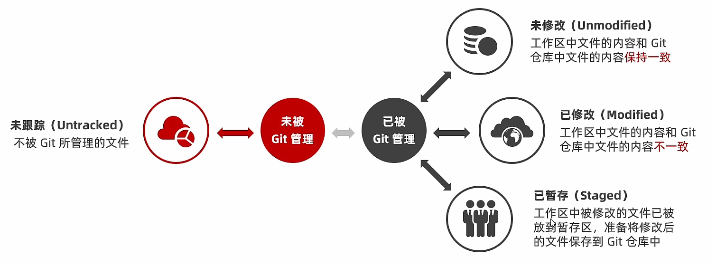 未跟踪（Untracked）
不被 Git 所管理的文件
未被
Git 管理
已被
Git 管理
未修改（Unmodified）
工作区中文件的内容和 Git
仓库中文件的内容保持一致
已修改（Modified）
工作区中文件的内容和 Git
仓库中文件的内容不一致
已暂存（Staged）
工作区中被修改的文件已被
放到暂存区，准备将修改后
的文件保存到 Git 仓库中